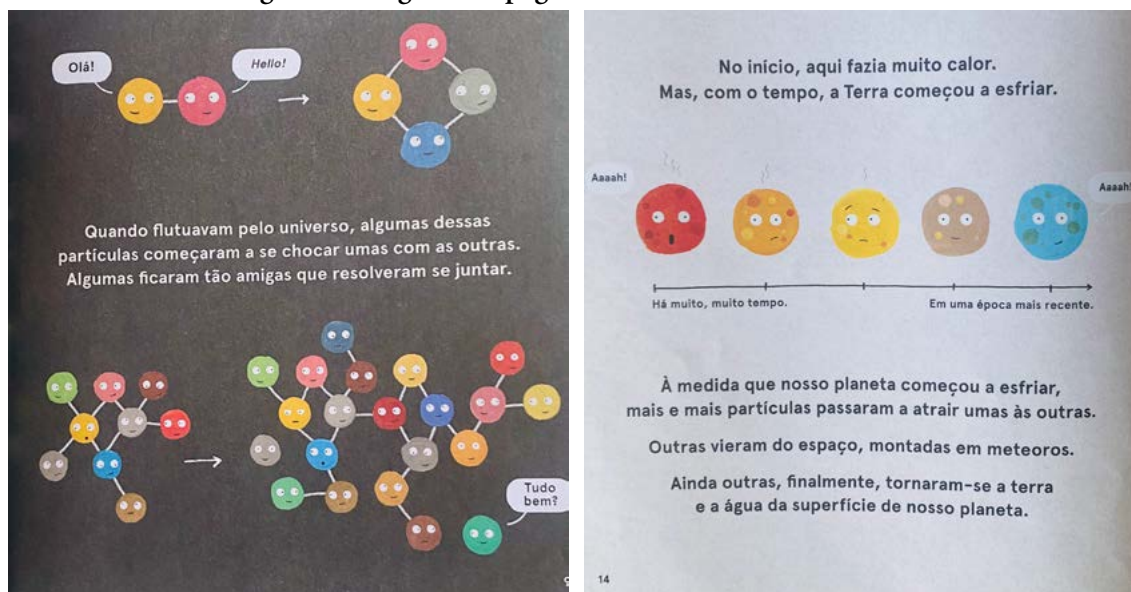 Olá!
Hello!
Quando flutuavam pelo universo, algumas dessas
partículas começaram a se chocar umas com as outras.
Algumas ficaram tão amigas que resolveram se juntar.
Tudo
bem?
No início, aqui fazia muito calor.
Mas, com o tempo, a Terra começou a esfriar.
Aaaah!
Aaaah!
Há muito, muito tempo.
Em uma época mais recente.
À medida que nosso planeta começou a esfriar,
mais e mais partículas passaram a atrair umas às outras.
Outras vieram do espaço, montadas em meteoros.
Ainda outras, finalmente, tornaram-se a terra
e a água da superfície de nosso planeta.
14